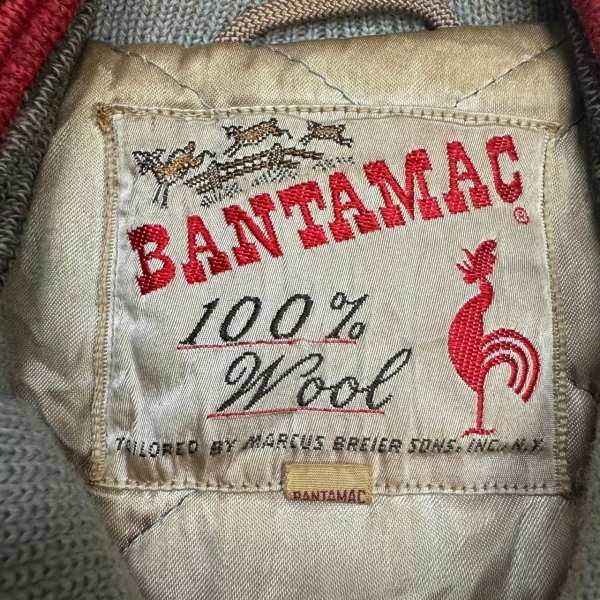 BANTAMAC®
100%
Wool
TAILORED BY MARCUS BREIER SONS, INC., N.Y.
BANTAMAC